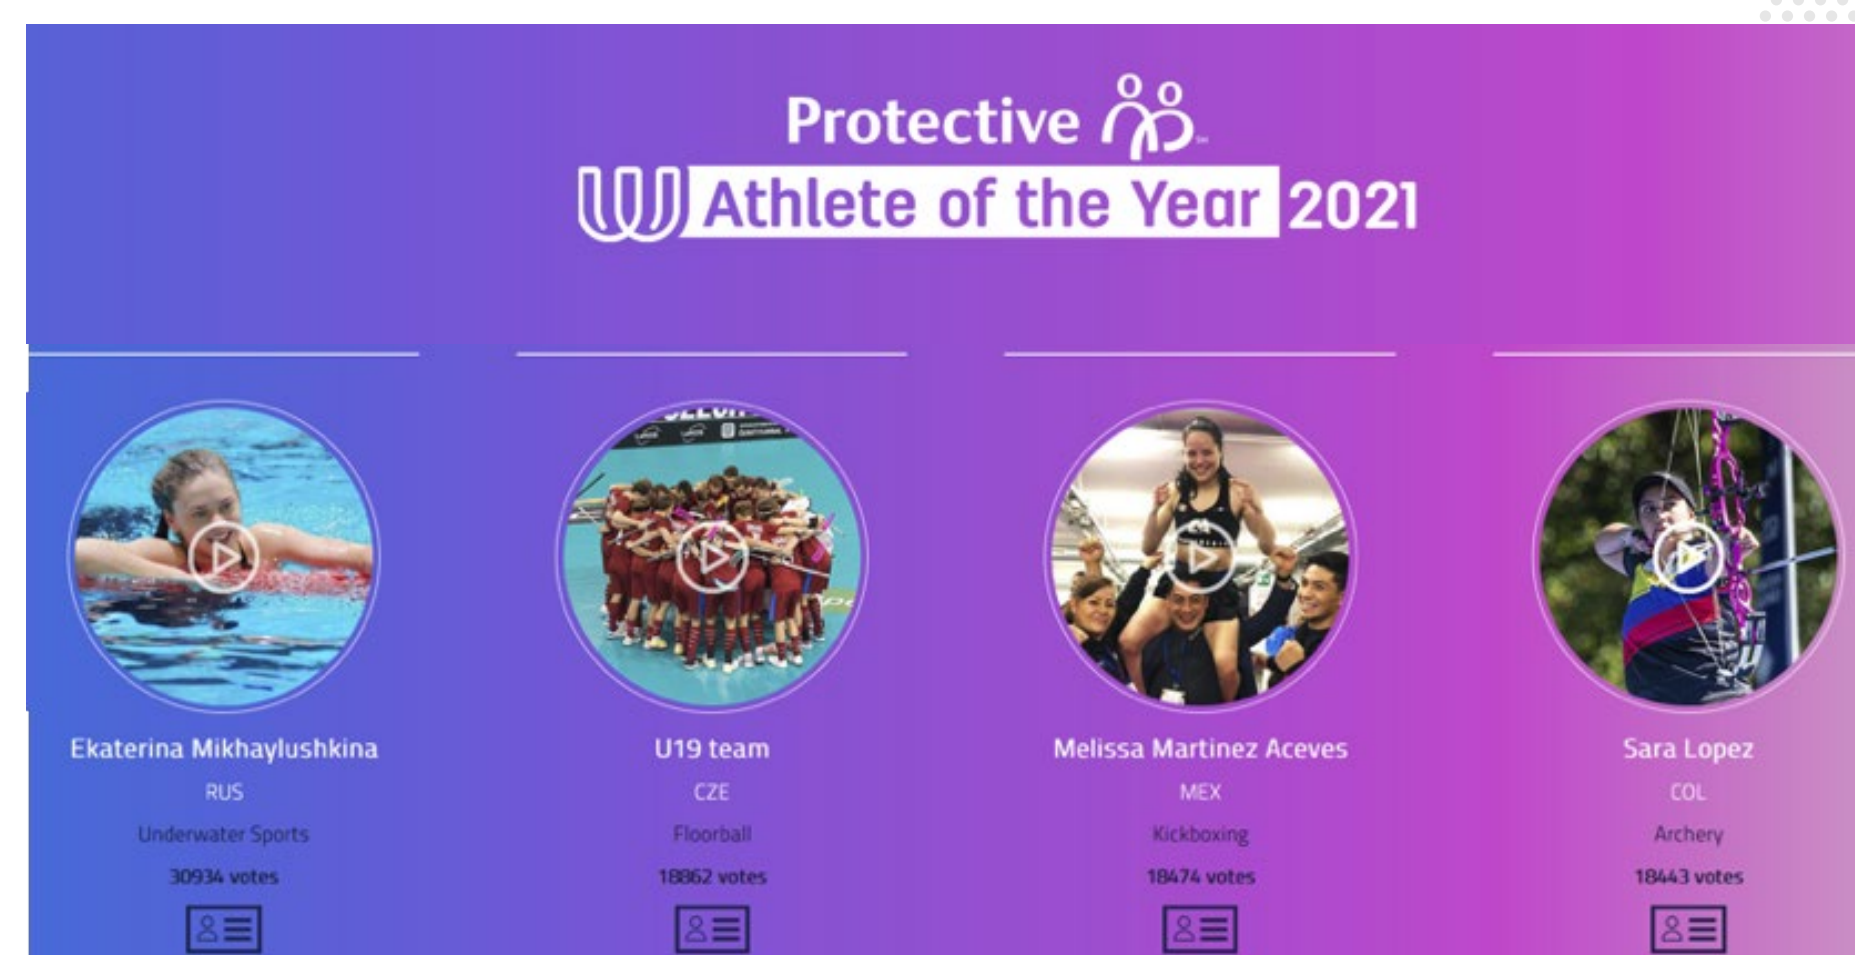 Protective
Athlete of the Year 2021
Ekaterina Mikhaylushkina
RUS
Underwater Sports
30934 votes
U19 team
CZE
Floorball
18862 votes
Melissa Martinez Aceves
MEX
Kickboxing
18474 votes
Sara Lopez
COL
Archery
18443 votes